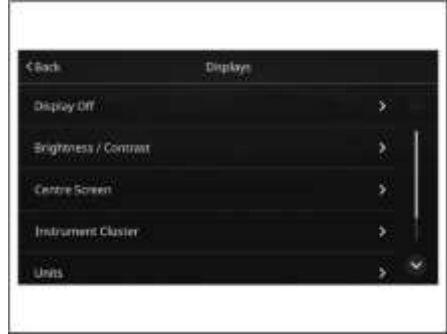 Back
Displays
Display Off
Brightness / Contrast
Centre Screen
Instrument Cluster
Units